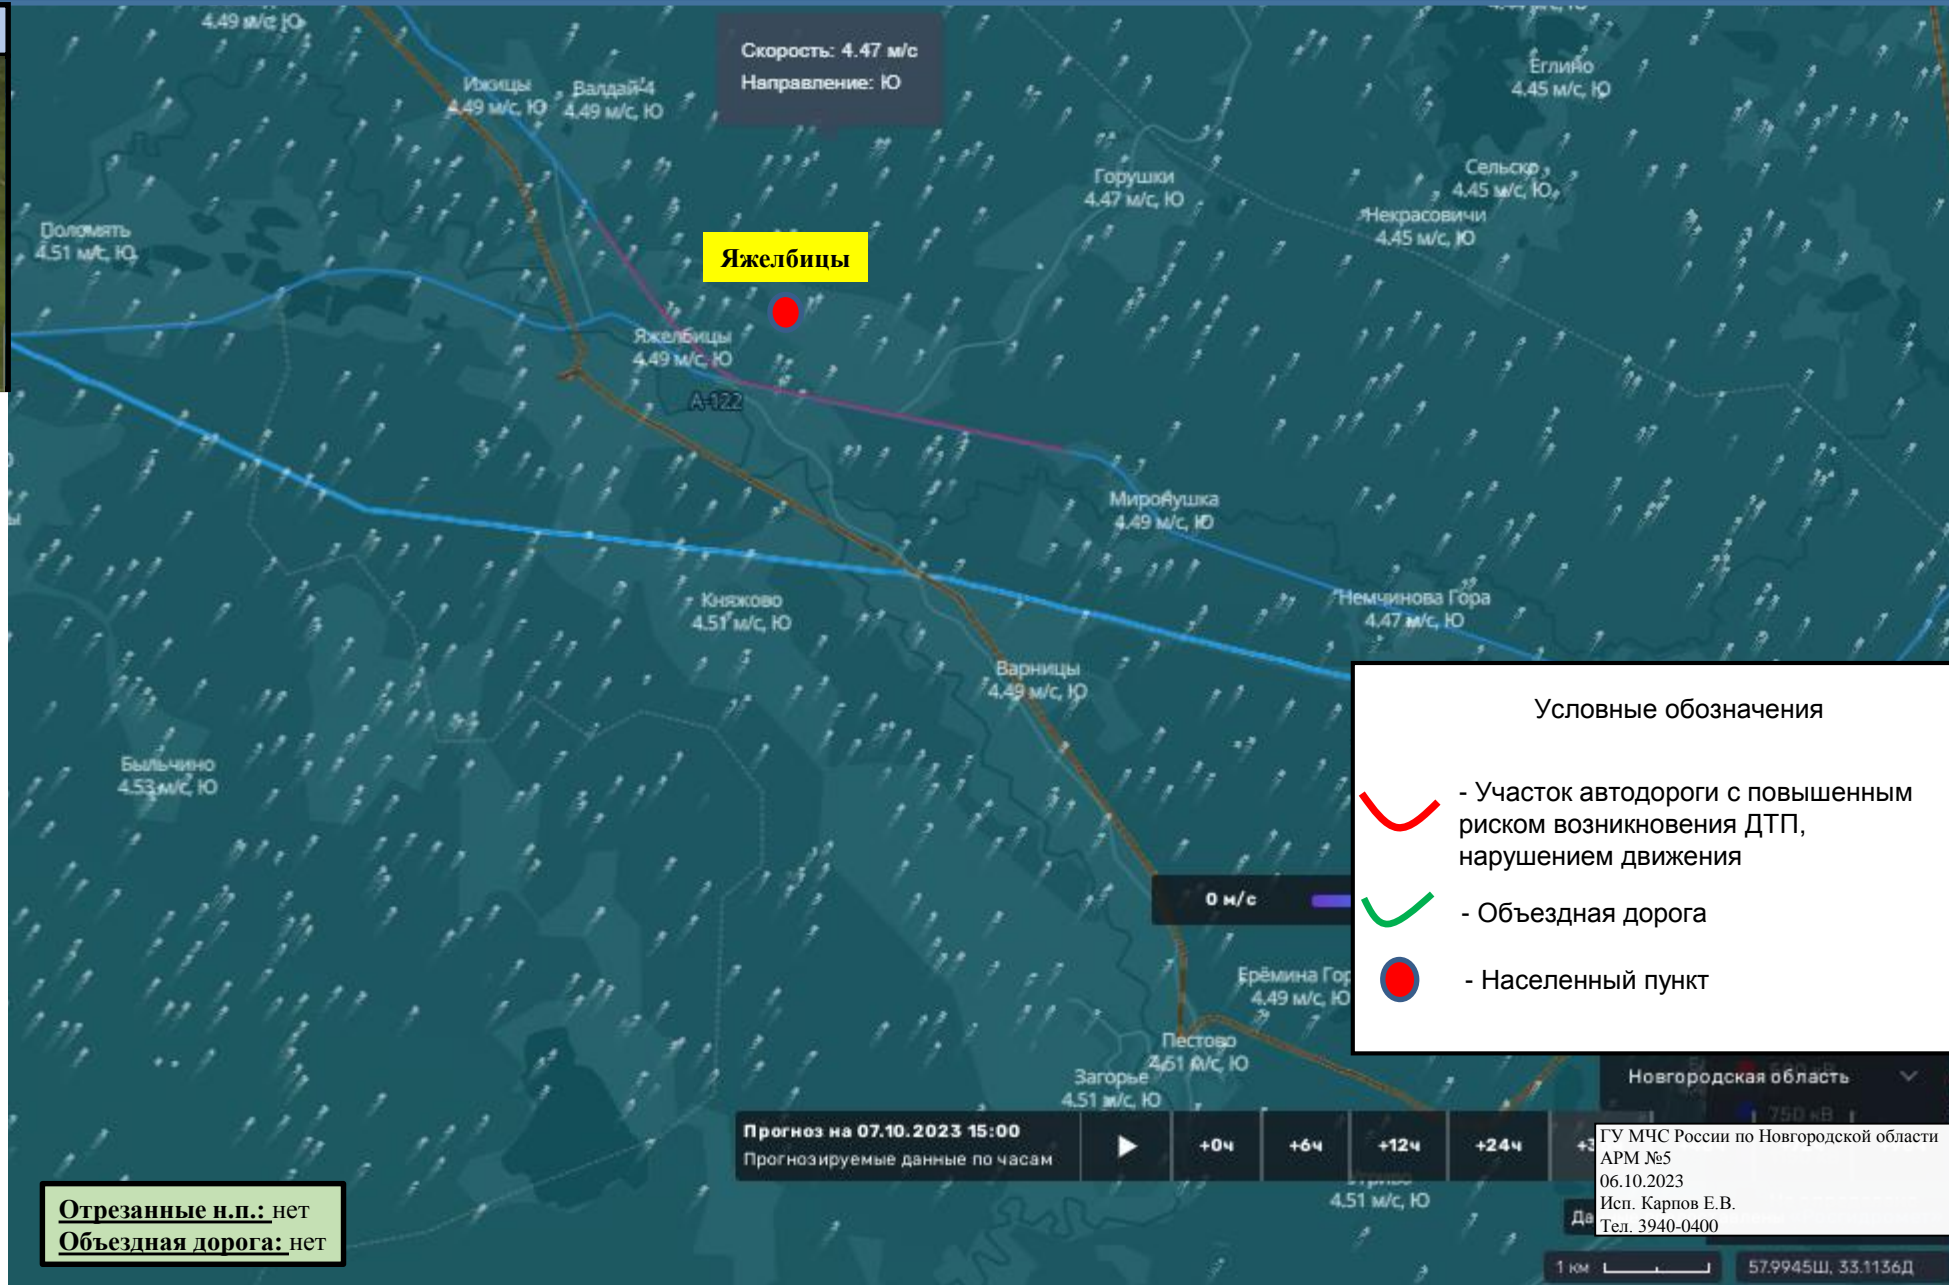 4.49 м/с, Ю
Скорость: 4.47 м/с
Направление: Ю
Ижицы
4.49 м/с, Ю
Валдай-4
4.49 м/с, Ю
Еглино
4.45 м/с, Ю
Горушки
4.47 м/с, Ю
Сельско
4.45 м/с, Ю
Некрасовичи
4.45 м/с, Ю
Поломять
4.51 м/с, Ю
Яжелбицы
Яжелбицы
4.49 м/с, Ю
А-122
Миронушка
4.49 м/с, Ю
Княжово
4.51 м/с, Ю
Немчинова Гора
4.47 м/с, Ю
Варницы
4.49 м/с, Ю
Быльчино
4.53 м/с, Ю
Условные обозначения
- Участок автодороги с повышенным
риском возникновения ДТП,
нарушением движения
- Объездная дорога
- Населенный пункт
0 м/с
Ерёмина Гор
4.49 м/с, Ю
Пестово
4.51 м/с, Ю
Загорье
4.51 м/с, Ю
Новгородская область
750 кВ
Прогноз на 07.10.2023 15:00
Прогнозируемые данные по часам
+0ч
+6ч
+12ч
+24ч
+3
4.51 м/с, Ю
ГУ МЧС России по Новгородской области
АРМ №5
06.10.2023
Исп. Карпов Е.В.
Тел. 3940-0400
Да
Отрезанные н.п.: нет
Объездная дорога: нет
1 км
57.9945Ш, 33.1136Д